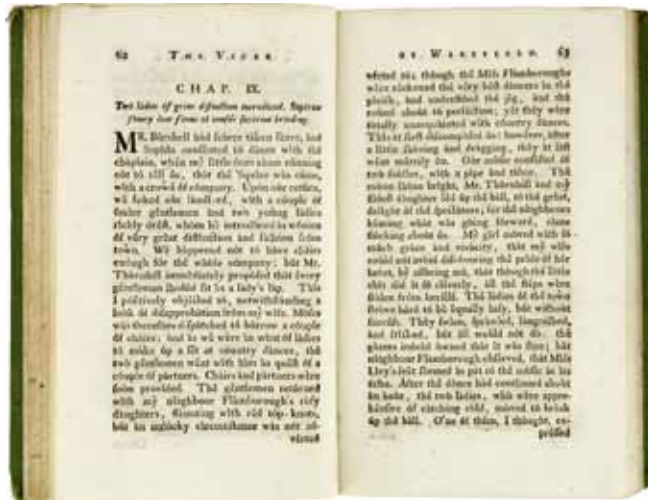 62 THE VICAR
CHAP. IX.
Two ladies of great distinction introduced. Superior
finery ever seems to confer superior breeding.
MR. Burchell had scarce taken leave, and
Sophia consented to dance with the
chaplain, when my little ones came running
out to tell us, that the 'Squire was come,
with a crowd of company. Upon our return,
we found our landlord, with a couple of
under gentlemen and two young ladies
richly drest, whom he introduced as women
of very great distinction and fashion from
town. We happened not to have chairs
enough for the whole company; but Mr.
Thornhill immediately proposed that every
gentleman should sit in a lady's lap. This
I positively objected to, notwithstanding a
look of disapprobation from my wife. Moses
was therefore dispatched to borrow a couple
of chairs; and as we were in want of ladies
to make up a set at country dances, the
two gentlemen went with him in quest of a
couple of partners. Chairs and partners were
soon provided. The gentlemen returned
with my neighbour Flamborough's rosy
daughters, flaunting with red top-knots,
but an unlucky circumstance was not ad-
verted
OF WAKEFIELD. 63
verted to; though the Miss Flamboroughs
were reckoned the very best dancers in the
parish, and understood the jig, and the
round about to perfection; yet they were
totally unacquainted with country dances.
This at first discomposed us: however, after
a little shoving and dragging, they at last
went merrily on. Our music consisted of
two fiddles, with a pipe and tabor. The
moon shone bright, Mr. Thornhill and my
eldest daughter led up the ball, to the great
delight of the spectators; for the neighbours
hearing what was going forward, came
flocking about us. My girl moved with so
much grace and vivacity, that my wife
could not avoid discovering the pride of her
heart, by assuring me, that though the little
chit did it so cleverly, all the steps were
stolen from herself. The ladies of the town
strove hard to be equally easy, but without
success. They swam, sprawled, languished,
and frisked; but all would not do: the
gazers indeed owned that it was fine; but
neighbour Flamborough observed, that Miss
Livy's feet seemed as pat to the music as its
echo. After the dance had continued about
an hour, the two ladies, who were appre-
hensive of catching cold, moved to break
up the ball. One of them, I thought, ex-
pressed